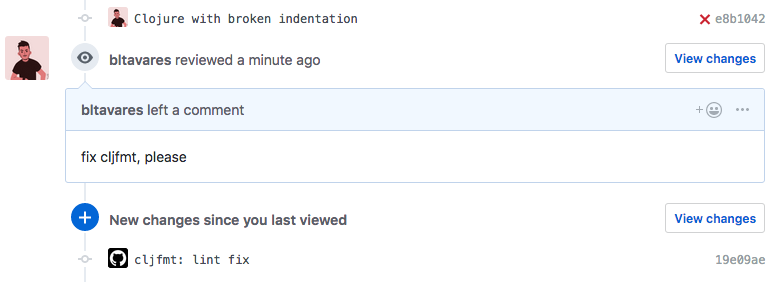 Clojure with broken indentation e8b1042
bltavares reviewed a minute ago View changes
bltavares left a comment
fix cljfmt, please
New changes since you last viewed View changes
cljfmt: lint fix 19e09ae